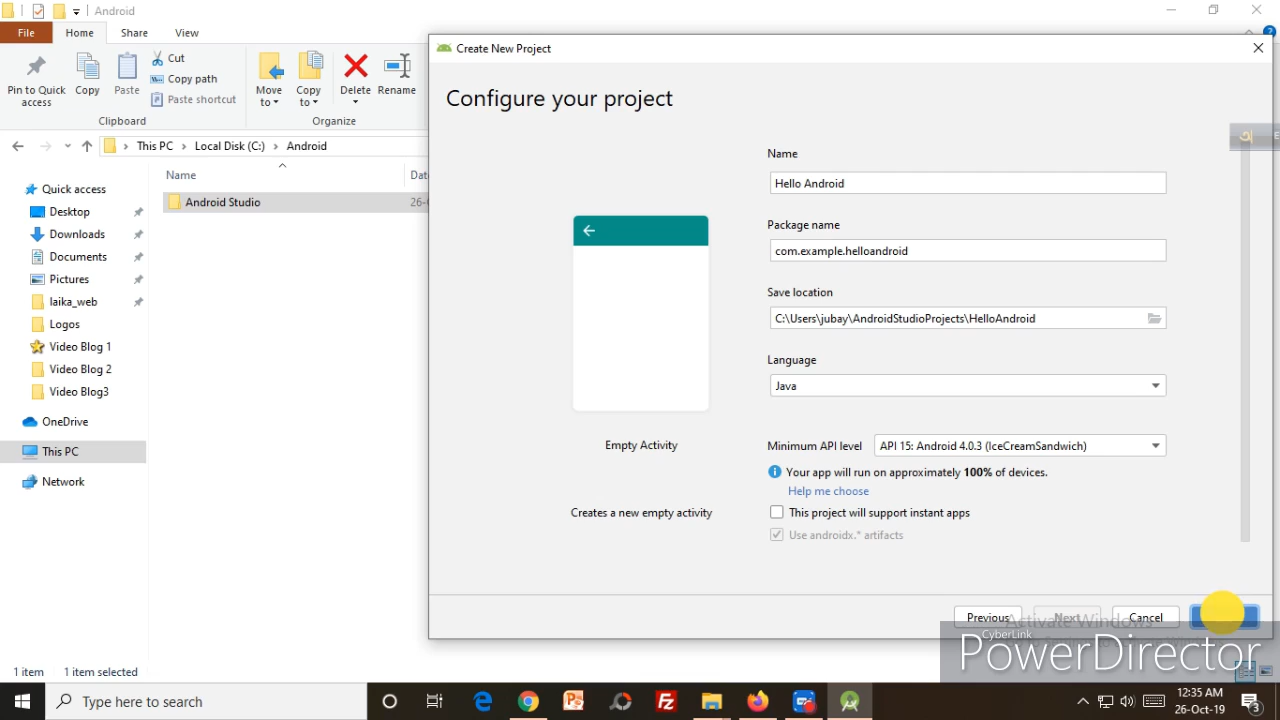 Android
File
Home
Share
View
Pin to Quick access
Copy
Paste
Cut
Copy path
Paste shortcut
Move to
Copy to
Delete
Rename
Clipboard
Organize
This PC
Local Disk (C:)
Android
Name
Dat
Android Studio
26-
Quick access
Desktop
Downloads
Documents
Pictures
laika_web
Logos
Video Blog 1
Video Blog 2
Video Blog3
OneDrive
This PC
Network
1 item
1 item selected
Create New Project
Configure your project
Name
Hello Android
Package name
com.example.helloandroid
Save location
C:\Users\jubay\AndroidStudioProjects\HelloAndroid
Language
Java
Empty Activity
Minimum API level
API 15: Android 4.0.3 (IceCreamSandwich)
Your app will run on approximately 100% of devices.
Help me choose
Creates a new empty activity
This project will support instant apps
Use androidx.* artifacts
Previous
Next
Cancel
অ
E
Activate Windows
CyberLink
PowerDirector
Type here to search
12:35 AM
26-Oct-19
3